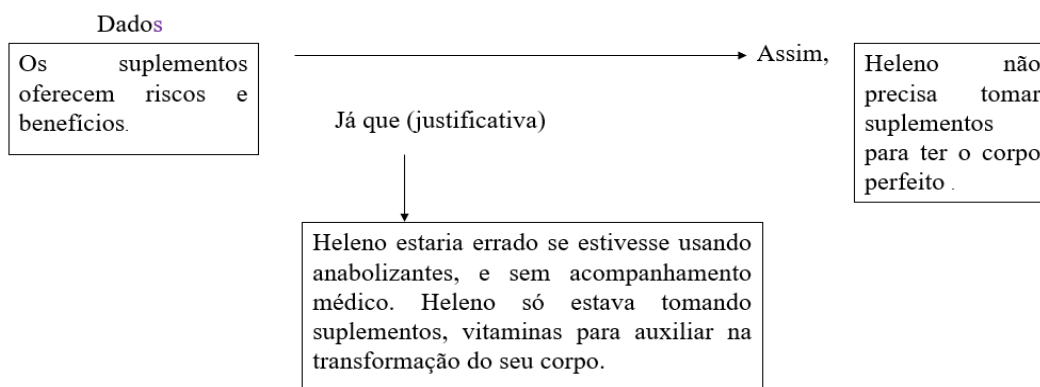 Dados
Os suplementos
oferecem riscos e
benefícios.
Assim,
Heleno não
precisa tomar
suplementos
para ter o corpo
perfeito .
Já que (justificativa)
Heleno estaria errado se estivesse usando
anabolizantes, e sem acompanhamento
médico. Heleno só estava tomando
suplementos, vitaminas para auxiliar na
transformação do seu corpo.